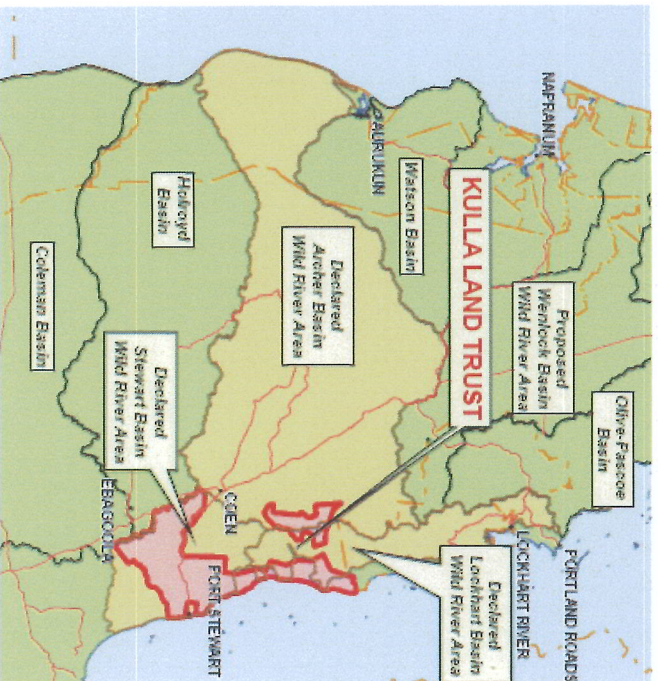 Olive-Pascoe
Basin
PORTLAND ROADS
NAPRANUM
Proposed
Wenlock Basin
Wild River Area
LOCKHART RIVER
Declared
Lockhart Basin
Wild River Area
KULLA LAND TRUST
Watson Basin
AURUKUN
Declared
Archer Basin
Wild River Area
COEN
PORT STEWART
Holroyd
Basin
Declared
Stewart Basin
Wild River Area
EBAGOOLA
Coleman Basin